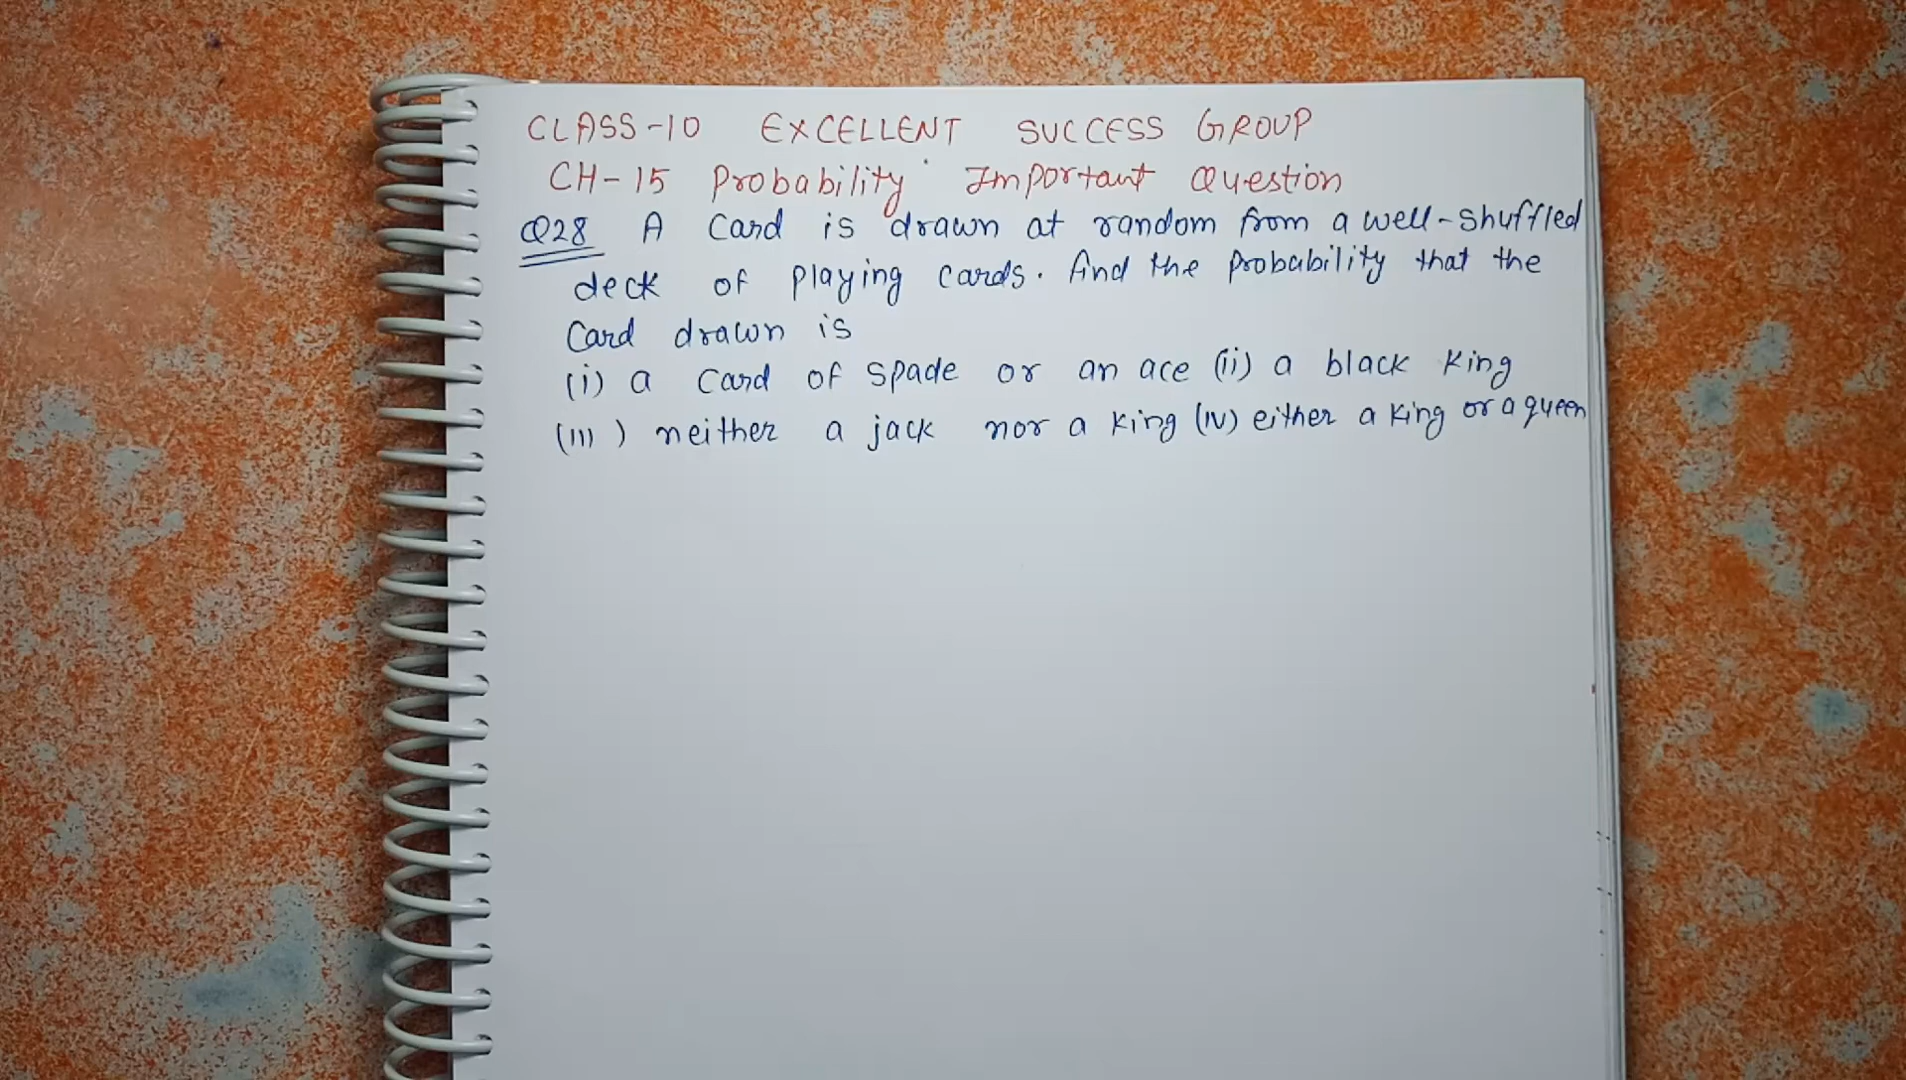 CLASS-10 EXCELLENT SUCCESS GROUP
CH-15 Probability Important Question
Q28 A Card is drawn at random from a well-shuffled
deck of playing cards. find the probability that the
Card drawn is
(i) a Card of spade or an ace (ii) a black King
(III) neither a jack nor a king (IV) either a king or a queen